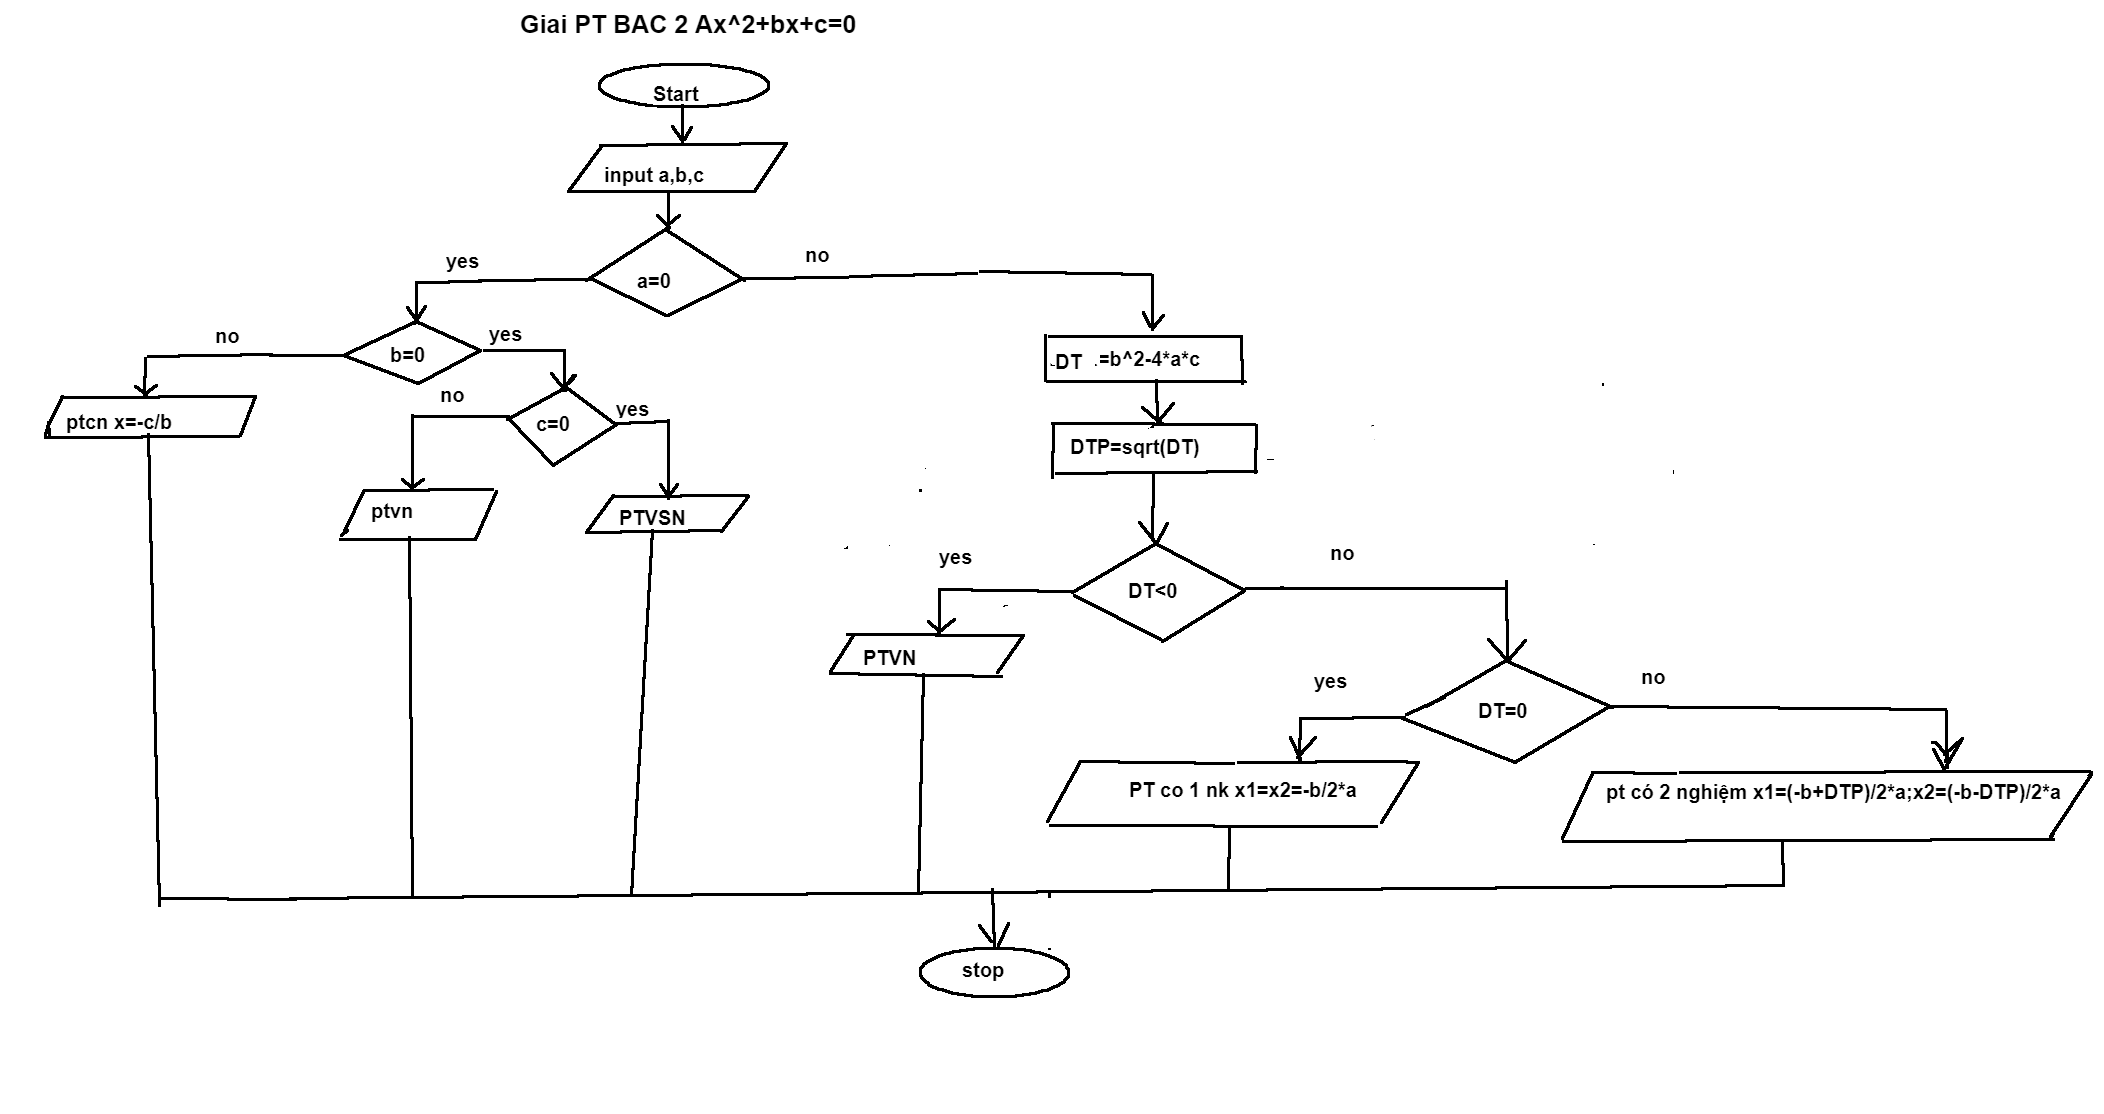 Giai PT BAC 2 Ax^2+bx+c=0
Start
input a,b,c
a=0
yes
no
b=0
no
yes
ptcn x=-c/b
c=0
no
yes
ptvn
PTVSN
DT =b^2-4*a*c
DTP=sqrt(DT)
DT<0
yes
no
PTVN
DT=0
yes
no
PT co 1 nk x1=x2=-b/2*a
pt có 2 nghiệm x1=(-b+DTP)/2*a;x2=(-b-DTP)/2*a
stop